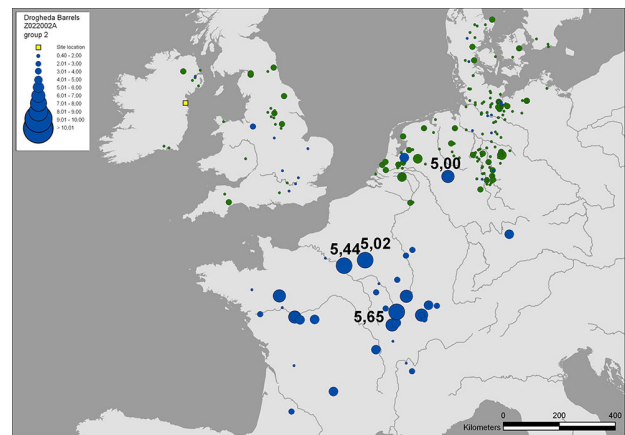 Drogheda Barrels
Z022002A
group 2
Site location
0,40 - 2,00
2,01 - 3,00
3,01 - 4,00
4,01 - 5,00
5,01 - 6,00
6,01 - 7,00
7,01 - 8,00
8,01 - 9,00
9,01 - 10,00
> 10,01
5,00
5,44
5,02
5,65
Kilometers
0 200 400